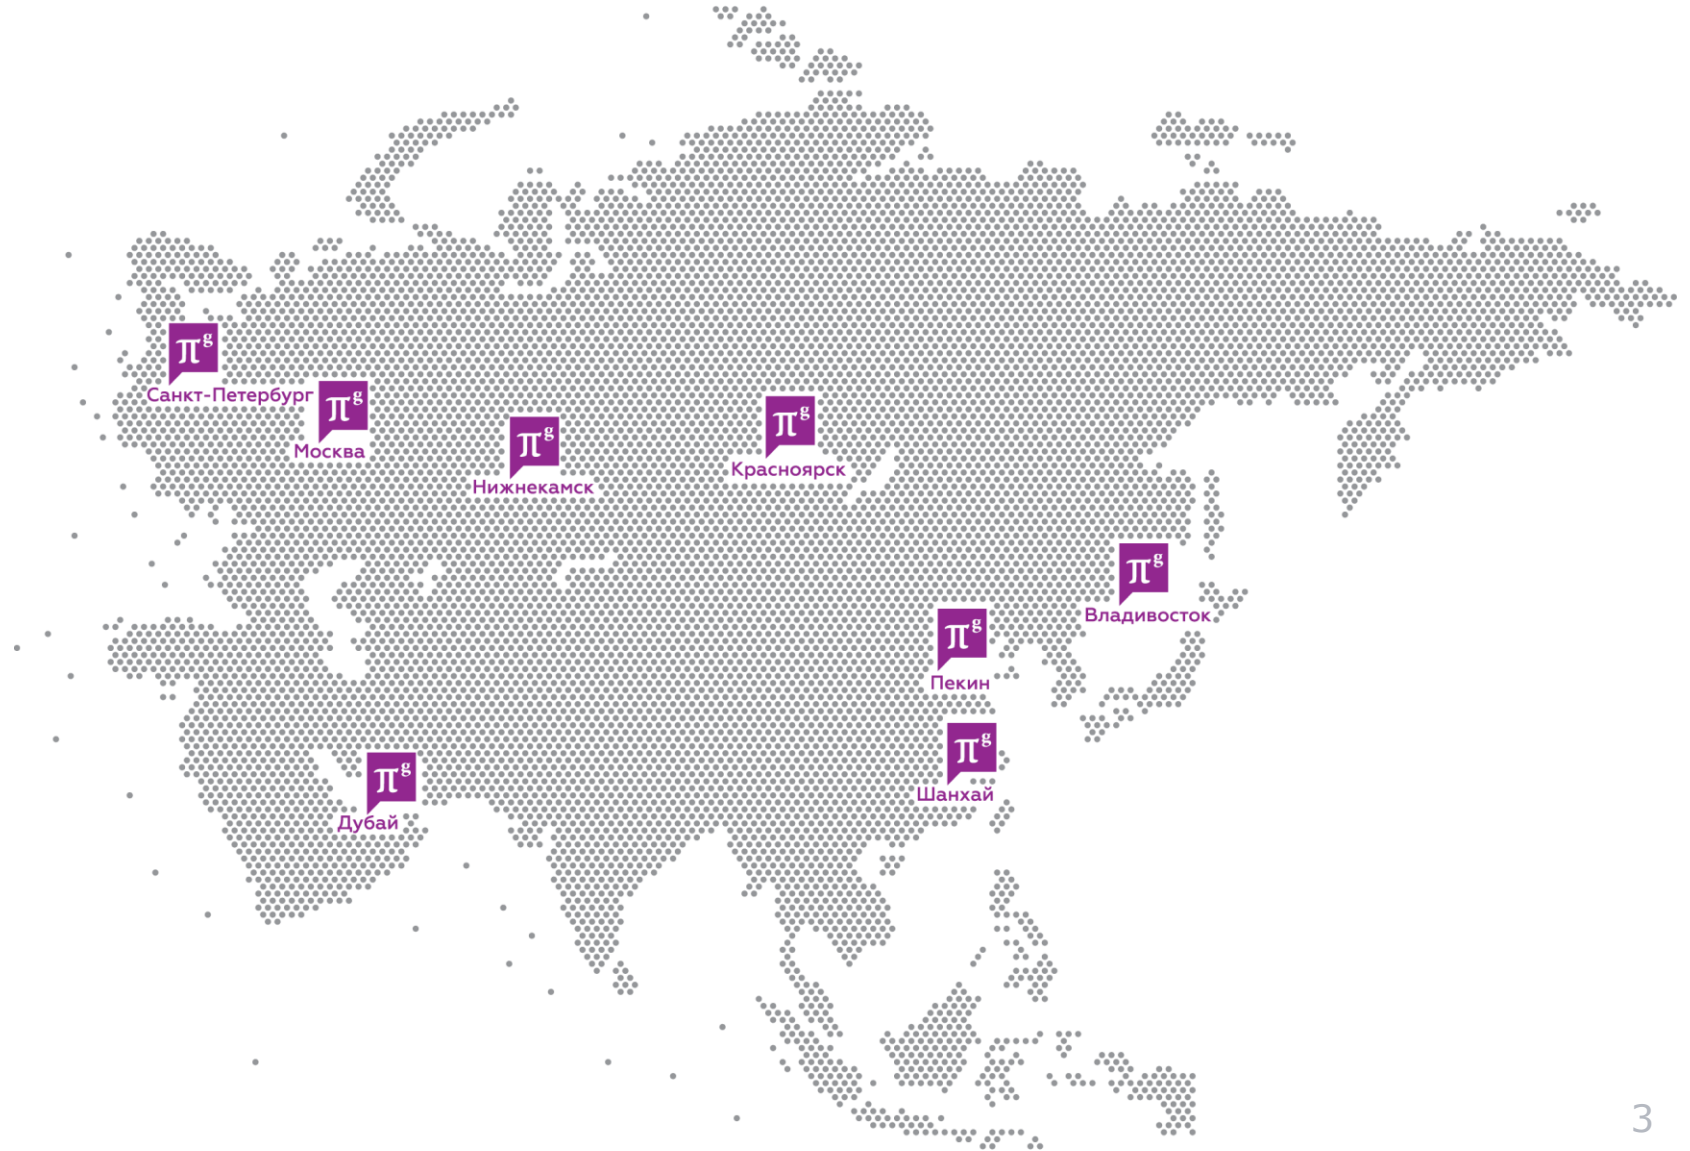 πg
Санкт-Петербург
πg
Москва
πg
Нижнекамск
πg
Красноярск
πg
Владивосток
πg
Пекин
πg
Шанхай
πg
Дубай
3